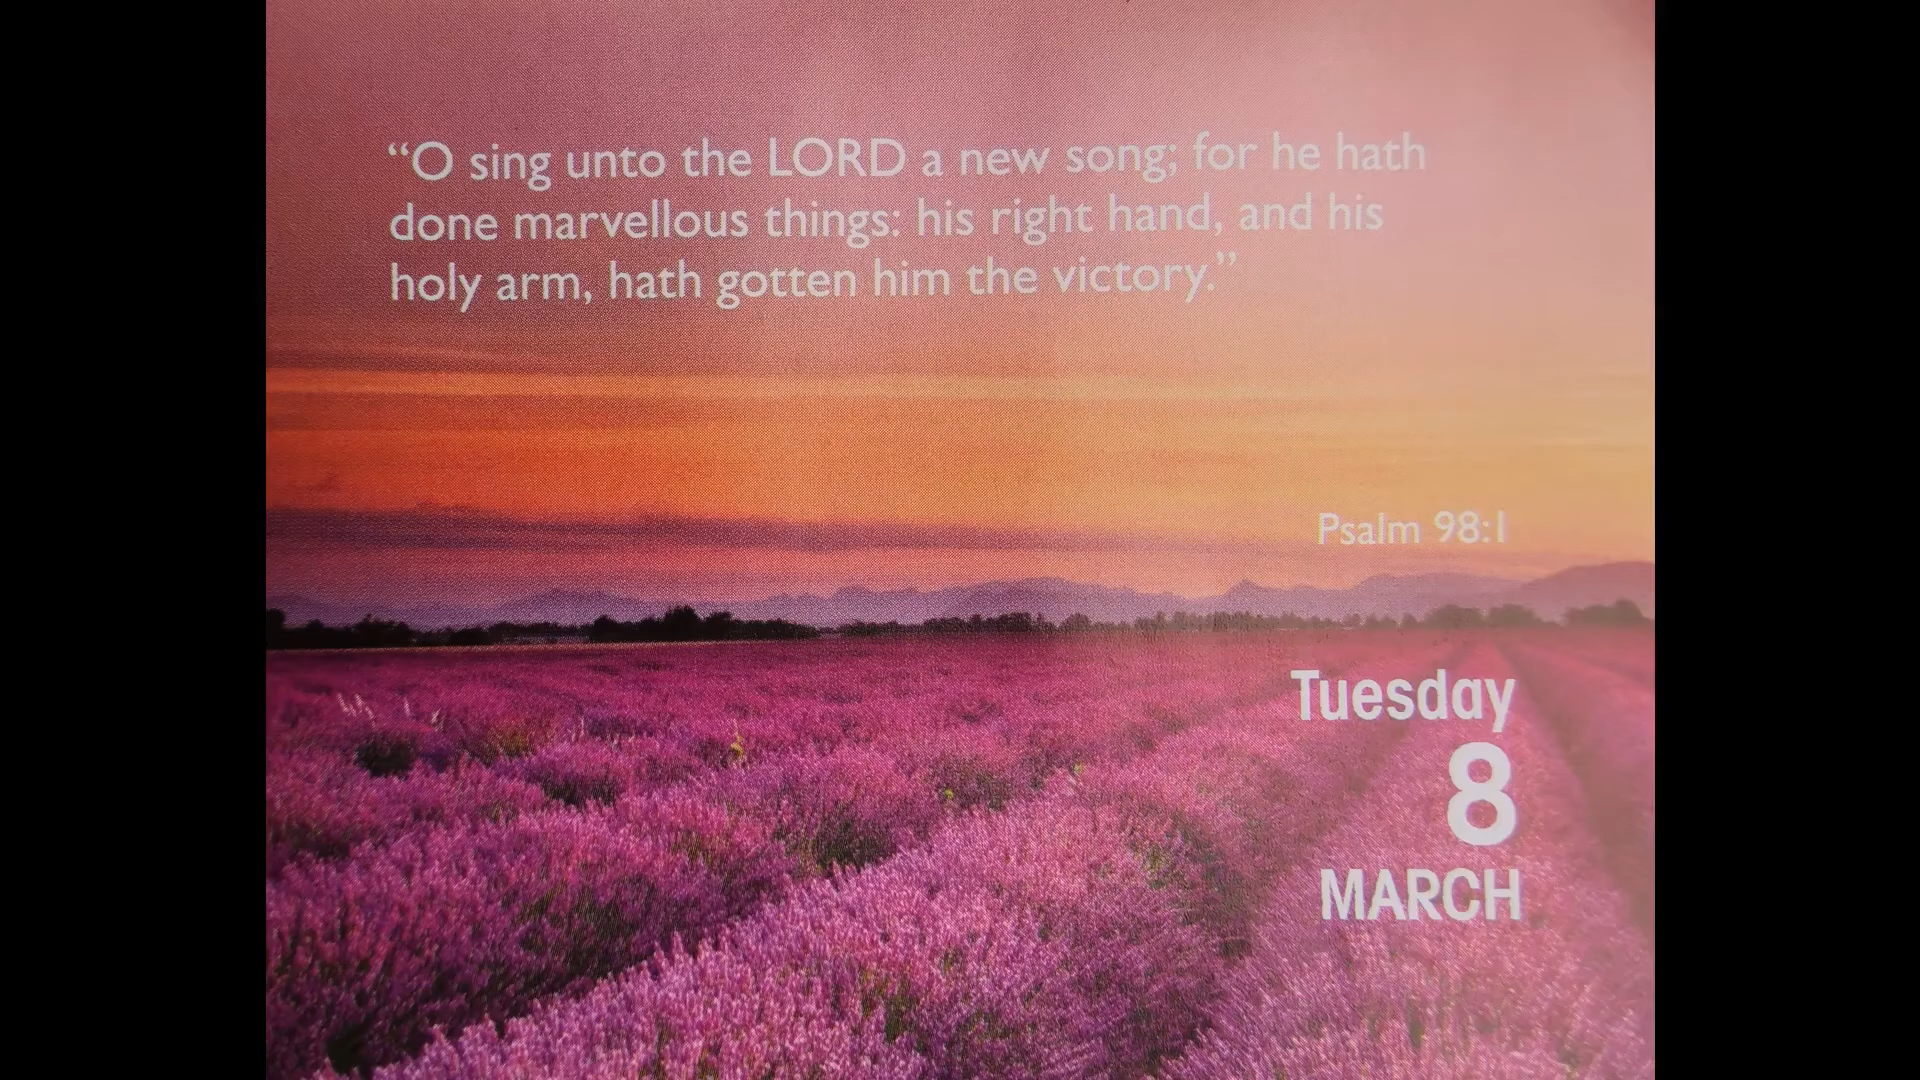 “O sing unto the LORD a new song; for he hath
done marvellous things: his right hand, and his
holy arm, hath gotten him the victory.”
Psalm 98:1
Tuesday
8
MARCH